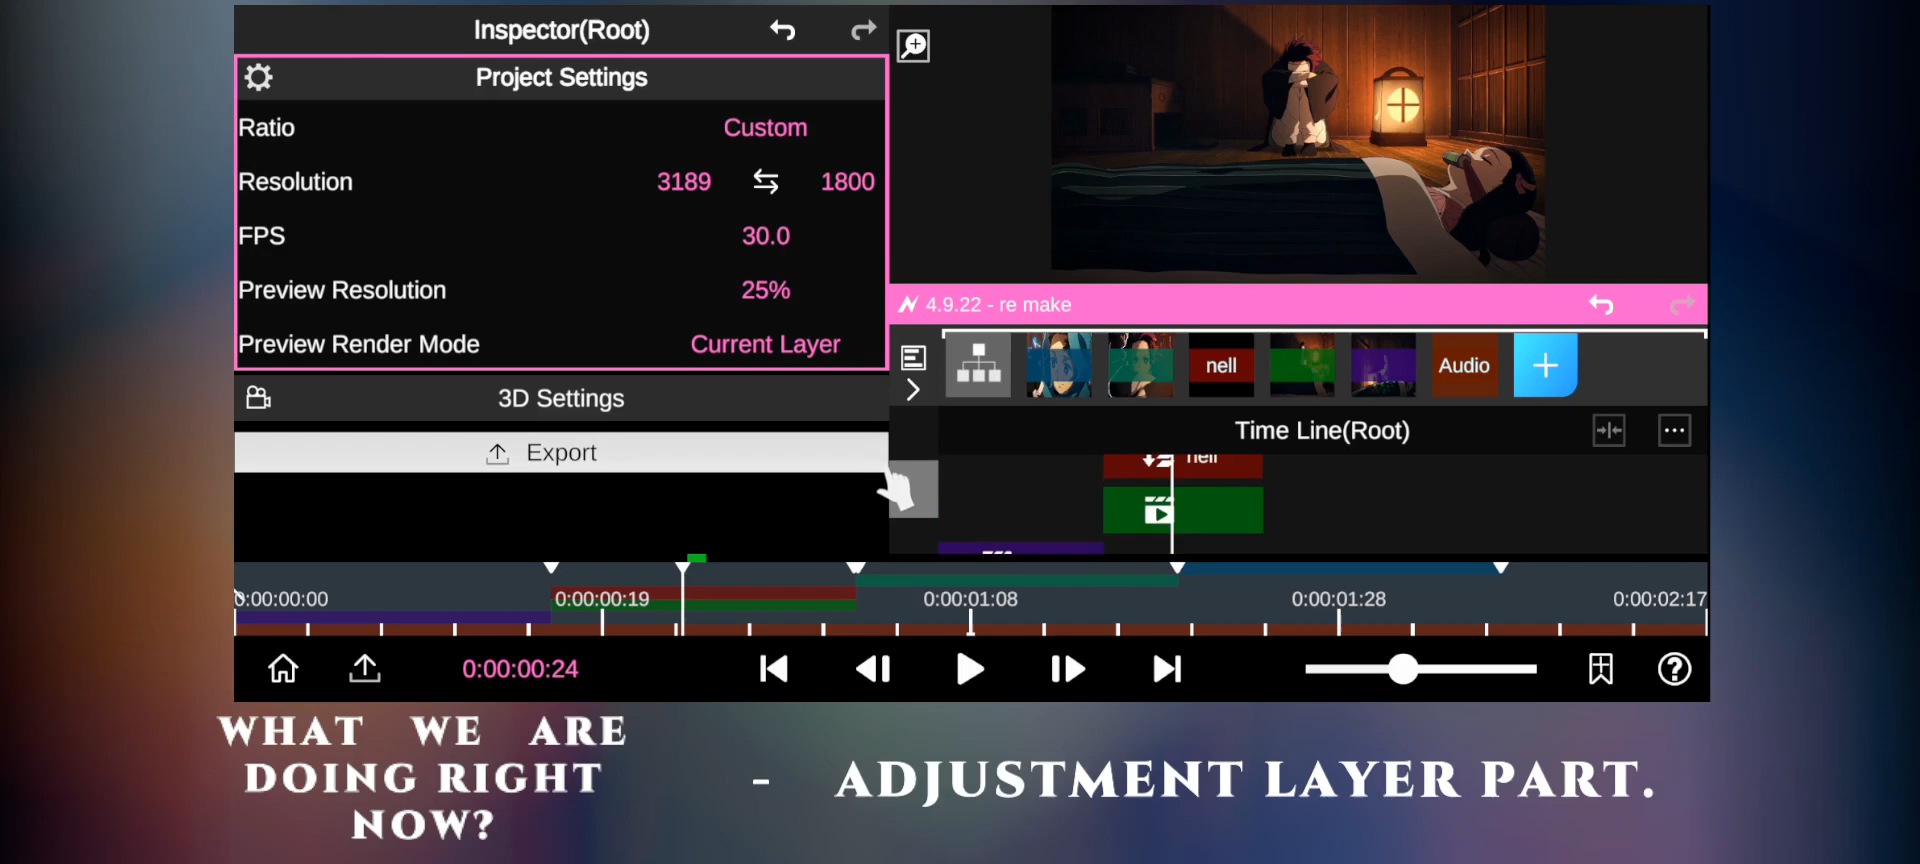 Inspector(Root)
Project Settings
Ratio Custom
Resolution 3189 1800
FPS 30.0
Preview Resolution 25%
Preview Render Mode Current Layer
3D Settings
Export
4.9.22 - re make
nell
Audio
Time Line(Root)
nell
0:00:00:00 0:00:00:19 0:00:01:08 0:00:01:28 0:00:02:17
0:00:00:24
WHAT WE ARE
DOING RIGHT
NOW?
- ADJUSTMENT LAYER PART.